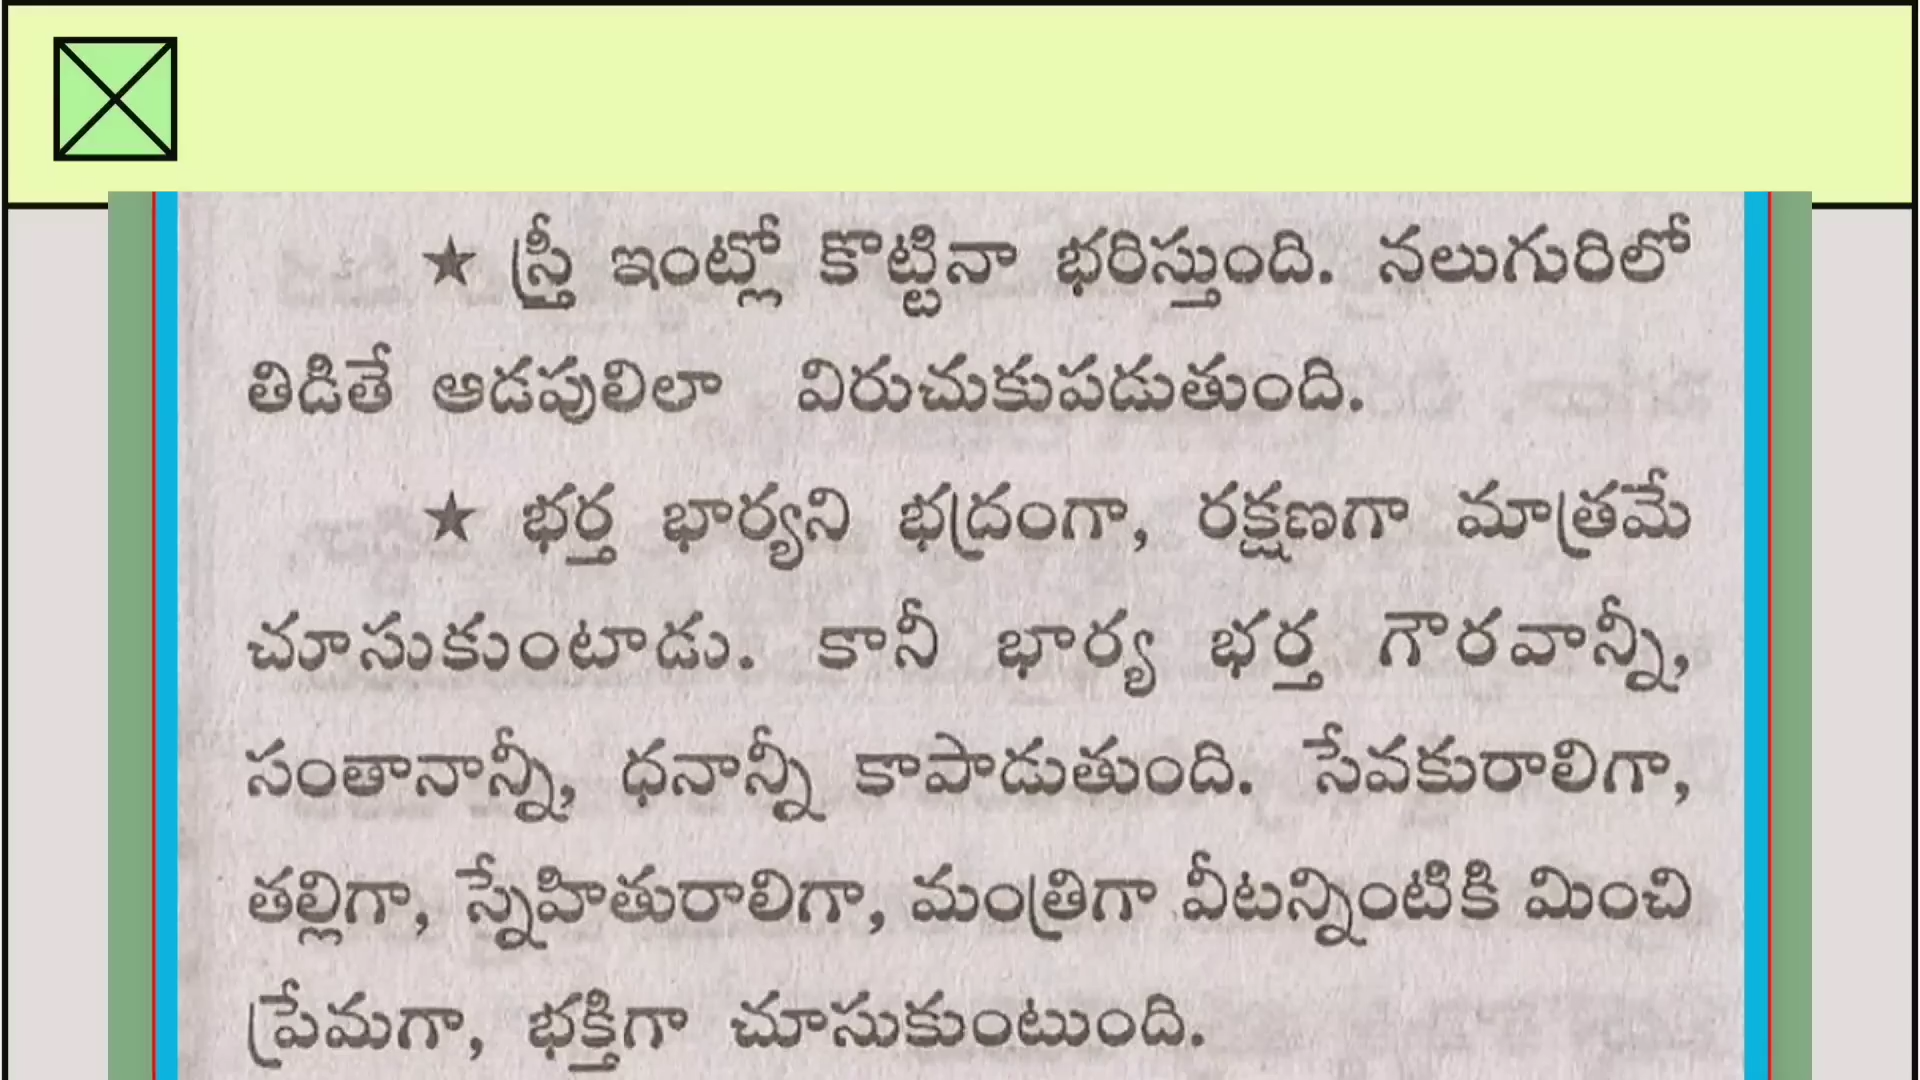 ★ స్త్రీ ఇంట్లో కొట్టినా భరిస్తుంది. నలుగురిలో
తిడితే ఆడపులిలా విరుచుకుపడుతుంది.
★ భర్త భార్యని భద్రంగా, రక్షణగా మాత్రమే
చూసుకుంటాడు. కానీ భార్య భర్త గౌరవాన్నీ,
సంతానాన్నీ, ధనాన్నీ కాపాడుతుంది. సేవకురాలిగా,
తల్లిగా, స్నేహితురాలిగా, మంత్రిగా వీటన్నింటికి మించి
ప్రేమగా, భక్తిగా చూసుకుంటుంది.